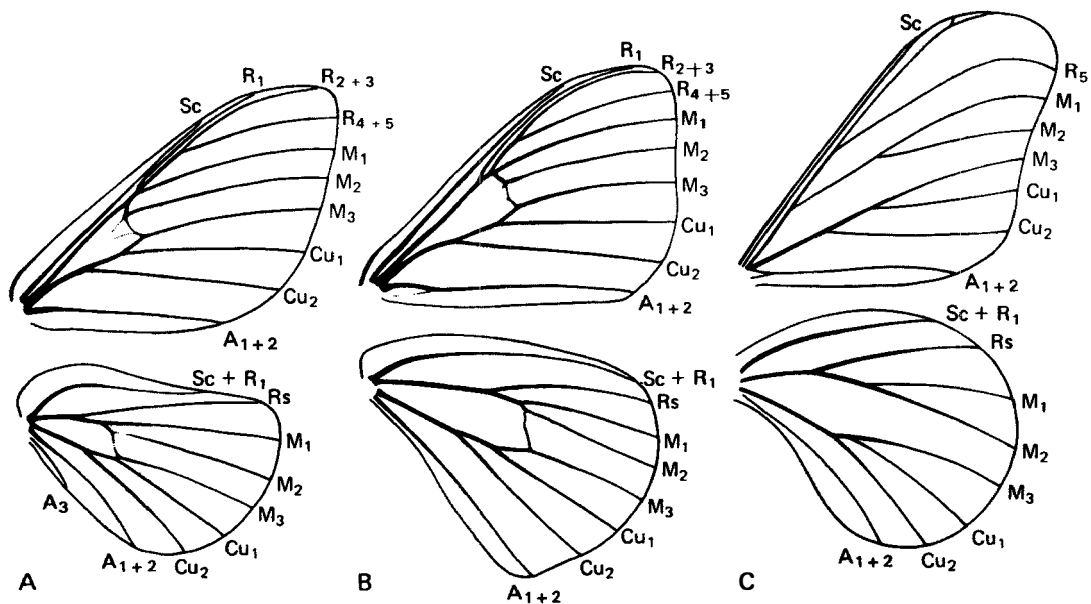 Sc
R1
R2+3
R4+5
M1
M2
M3
Cu1
Cu2
A1+2
Sc + R1
Rs
M1
M2
M3
Cu1
Cu2
A1+2
A3
A
Sc
R1
R2+3
R4+5
M1
M2
M3
Cu1
Cu2
A1+2
Sc + R1
Rs
M1
M2
M3
Cu1
Cu2
A1+2
B
Sc
R5
M1
M2
M3
Cu1
Cu2
A1+2
Sc + R1
Rs
M1
M2
M3
Cu1
Cu2
A1+2
C